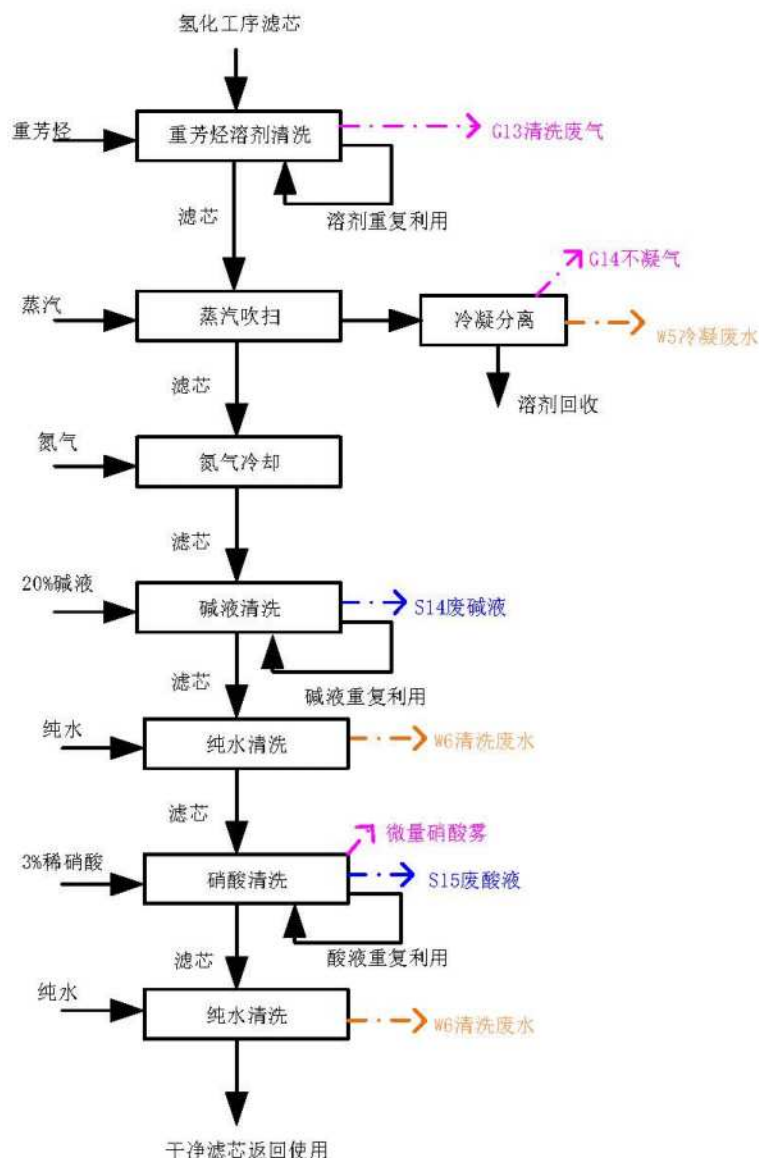 氢化工序滤芯
重芳烃
重芳烃溶剂清洗
G13清洗废气
滤芯
溶剂重复利用
G14不凝气
蒸汽
蒸汽吹扫
冷凝分离
W5冷凝废水
滤芯
溶剂回收
氮气
氮气冷却
滤芯
20%碱液
碱液清洗
S14废碱液
滤芯
碱液重复利用
纯水
纯水清洗
W6清洗废水
滤芯
微量硝酸雾
3%稀硝酸
硝酸清洗
S15废酸液
滤芯
酸液重复利用
纯水
纯水清洗
W6清洗废水
干净滤芯返回使用